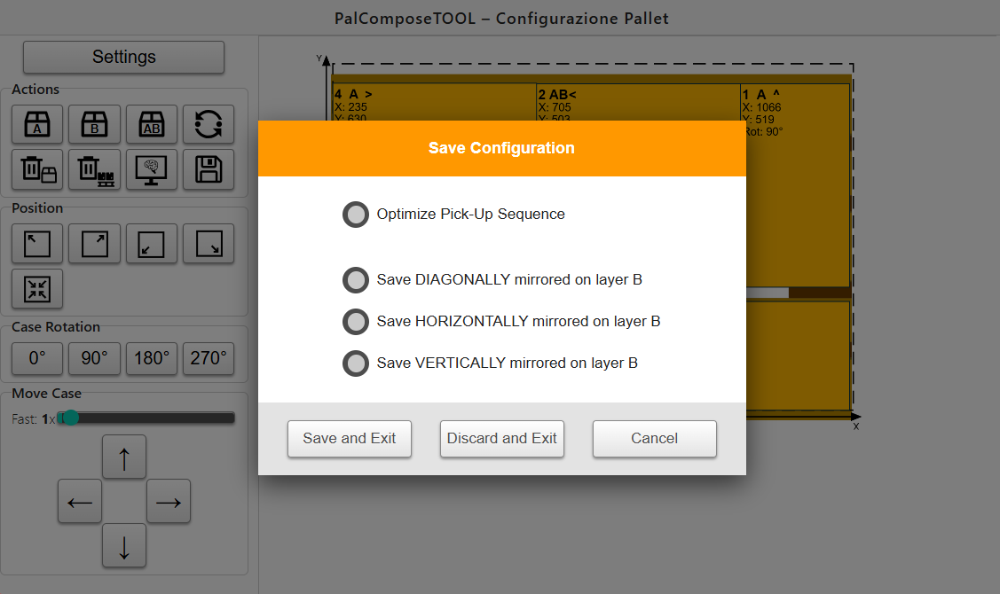 PalComposeTOOL – Configurazione Pallet
Settings
Actions
A
B
AB
Position
Case Rotation
0°
90°
180°
270°
Move Case
Fast: 1x
↑
←
→
↓
Y
4 A >
X: 235
Y: 630
2 AB<
X: 705
Y: 503
1 A ^
X: 1066
Y: 519
Rot: 90°
X
Save Configuration
Optimize Pick-Up Sequence
Save DIAGONALLY mirrored on layer B
Save HORIZONTALLY mirrored on layer B
Save VERTICALLY mirrored on layer B
Save and Exit
Discard and Exit
Cancel